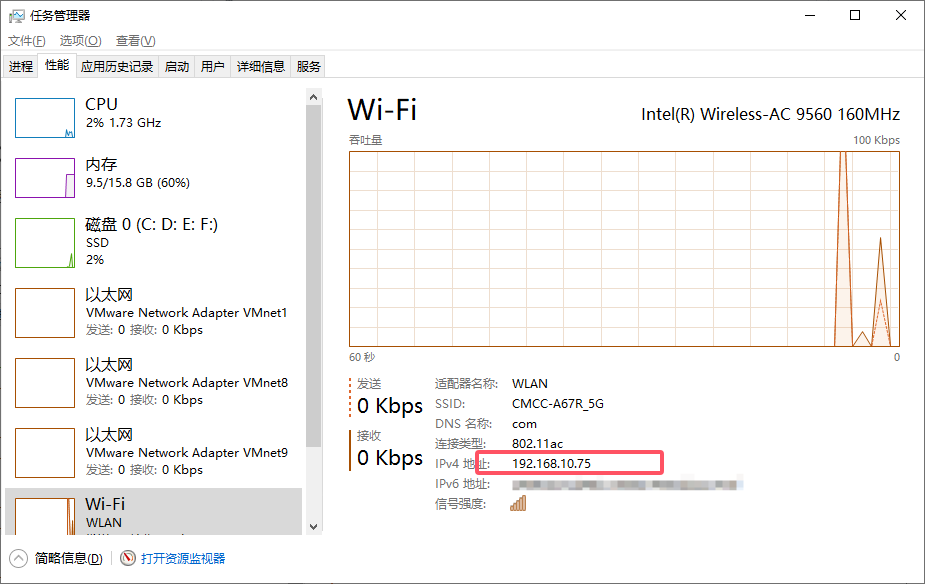 任务管理器
文件(F) 选项(O) 查看(V)
进程 性能 应用历史记录 启动 用户 详细信息 服务
CPU
2% 1.73 GHz
内存
9.5/15.8 GB (60%)
磁盘 0 (C: D: E: F:)
SSD
2%
以太网
VMware Network Adapter VMnet1
发送: 0 接收: 0 Kbps
以太网
VMware Network Adapter VMnet8
发送: 0 接收: 0 Kbps
以太网
VMware Network Adapter VMnet9
发送: 0 接收: 0 Kbps
Wi-Fi
WLAN
Wi-Fi
Intel(R) Wireless-AC 9560 160MHz
吞吐量
100 Kbps
60 秒
0
发送
0 Kbps
接收
0 Kbps
适配器名称: WLAN
SSID: CMCC-A67R_5G
DNS 名称: com
连接类型: 802.11ac
IPv4 地址: 192.168.10.75
IPv6 地址:
信号强度:
简略信息(D)
打开资源监视器